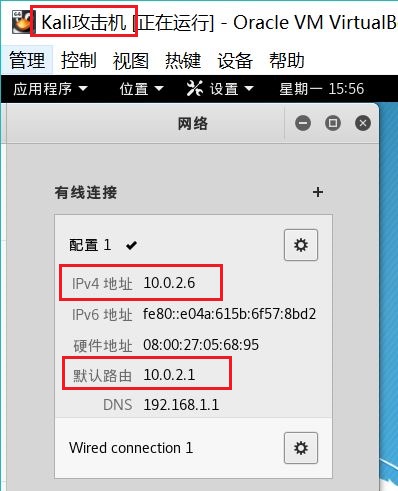 Kali攻击机 [正在运行] - Oracle VM VirtualB
管理 控制 视图 热键 设备 帮助
应用程序 位置 设置 星期一 15:56
网络
有线连接 +
配置 1
IPv4 地址 10.0.2.6
IPv6 地址 fe80::e04a:615b:6f57:8bd2
硬件地址 08:00:27:05:68:95
默认路由 10.0.2.1
DNS 192.168.1.1
Wired connection 1